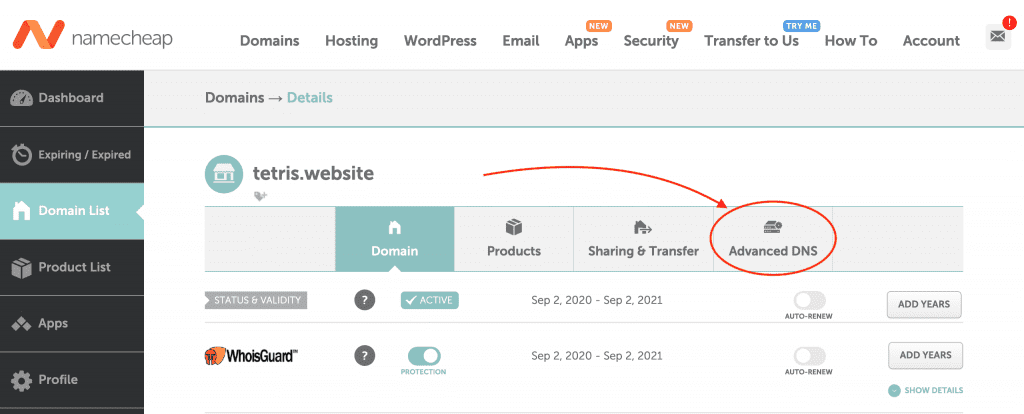 namecheap
Domains Hosting WordPress Email Apps NEW Security NEW Transfer to Us TRY ME How To Account !
Dashboard
Expiring / Expired
Domain List
Product List
Apps
Profile
Domains → Details
tetris.website
Domain Products Sharing & Transfer Advanced DNS
STATUS & VALIDITY ? ACTIVE Sep 2, 2020 - Sep 2, 2021 AUTO-RENEW ADD YEARS
WhoisGuard™ ? PROTECTION Sep 2, 2020 - Sep 2, 2021 AUTO-RENEW ADD YEARS
SHOW DETAILS